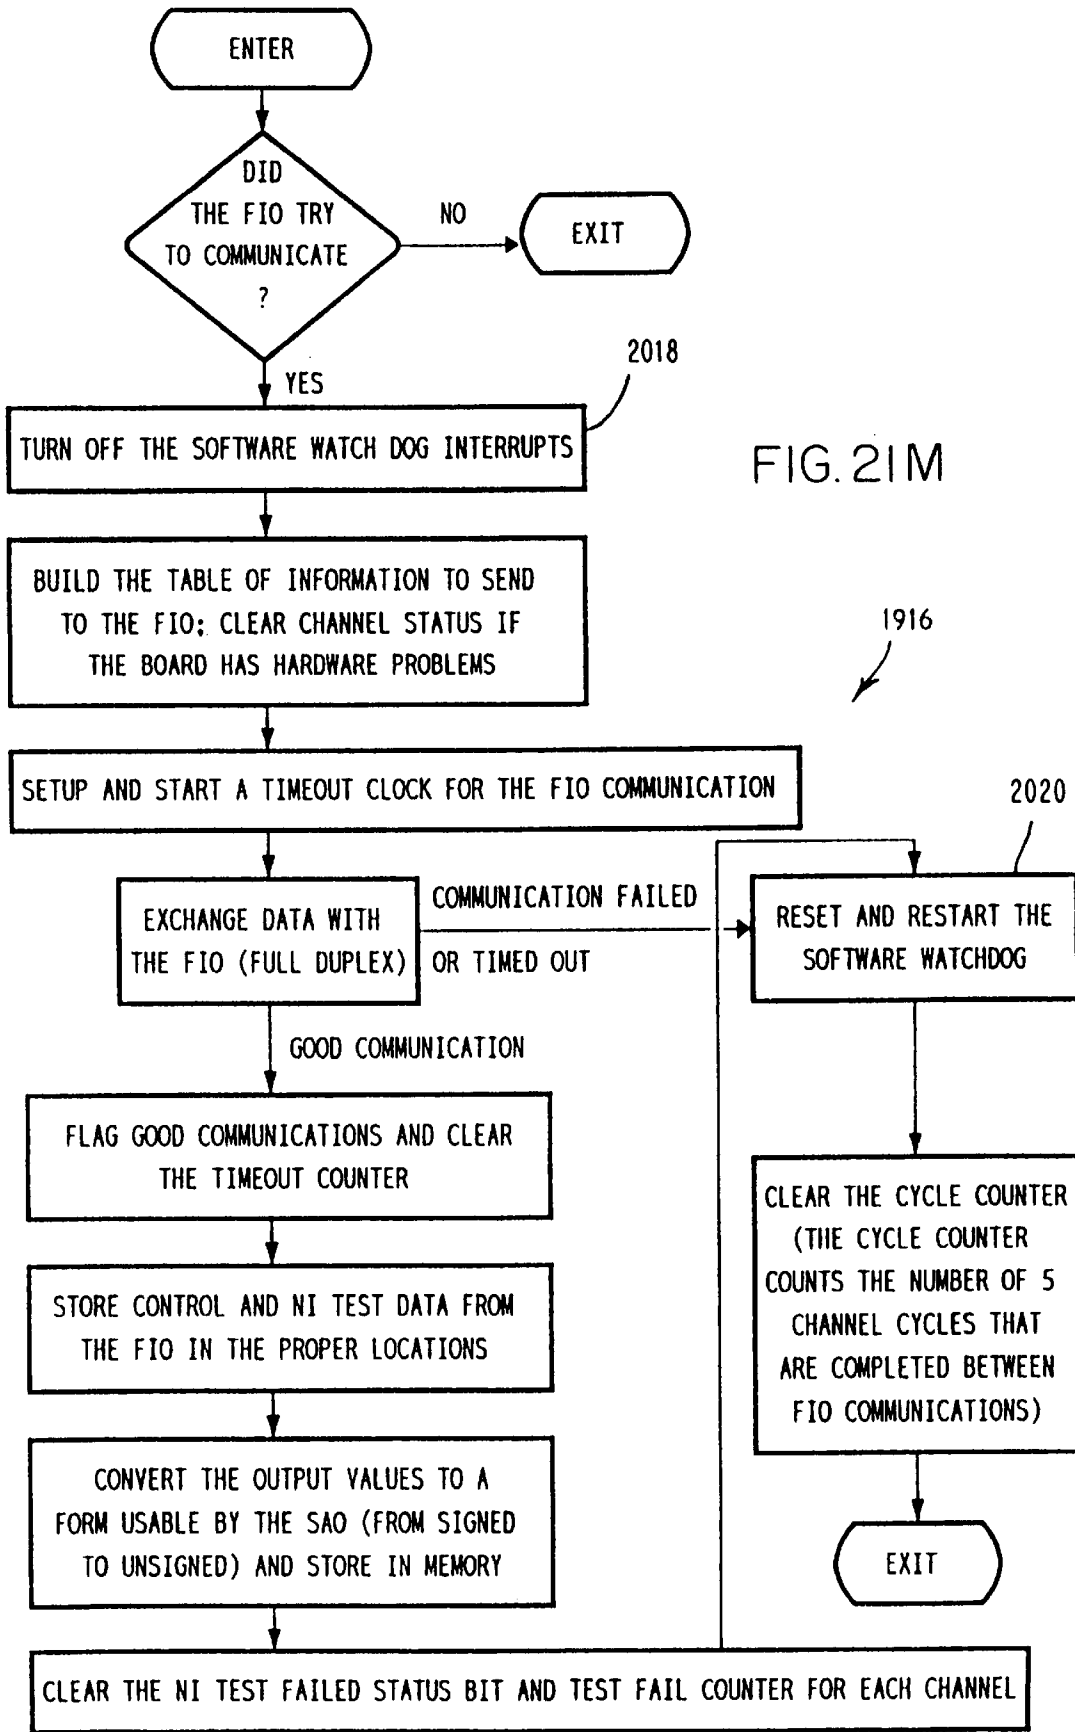 ENTER
DID
THE FIO TRY
TO COMMUNICATE
?
NO
EXIT
YES
2018
TURN OFF THE SOFTWARE WATCH DOG INTERRUPTS
FIG. 21M
BUILD THE TABLE OF INFORMATION TO SEND
TO THE FIO; CLEAR CHANNEL STATUS IF
THE BOARD HAS HARDWARE PROBLEMS
1916
SETUP AND START A TIMEOUT CLOCK FOR THE FIO COMMUNICATION
2020
EXCHANGE DATA WITH
THE FIO (FULL DUPLEX)
COMMUNICATION FAILED
OR TIMED OUT
RESET AND RESTART THE
SOFTWARE WATCHDOG
GOOD COMMUNICATION
FLAG GOOD COMMUNICATIONS AND CLEAR
THE TIMEOUT COUNTER
STORE CONTROL AND NI TEST DATA FROM
THE FIO IN THE PROPER LOCATIONS
CONVERT THE OUTPUT VALUES TO A
FORM USABLE BY THE SAO (FROM SIGNED
TO UNSIGNED) AND STORE IN MEMORY
CLEAR THE NI TEST FAILED STATUS BIT AND TEST FAIL COUNTER FOR EACH CHANNEL
CLEAR THE CYCLE COUNTER
(THE CYCLE COUNTER
COUNTS THE NUMBER OF 5
CHANNEL CYCLES THAT
ARE COMPLETED BETWEEN
FIO COMMUNICATIONS)
EXIT